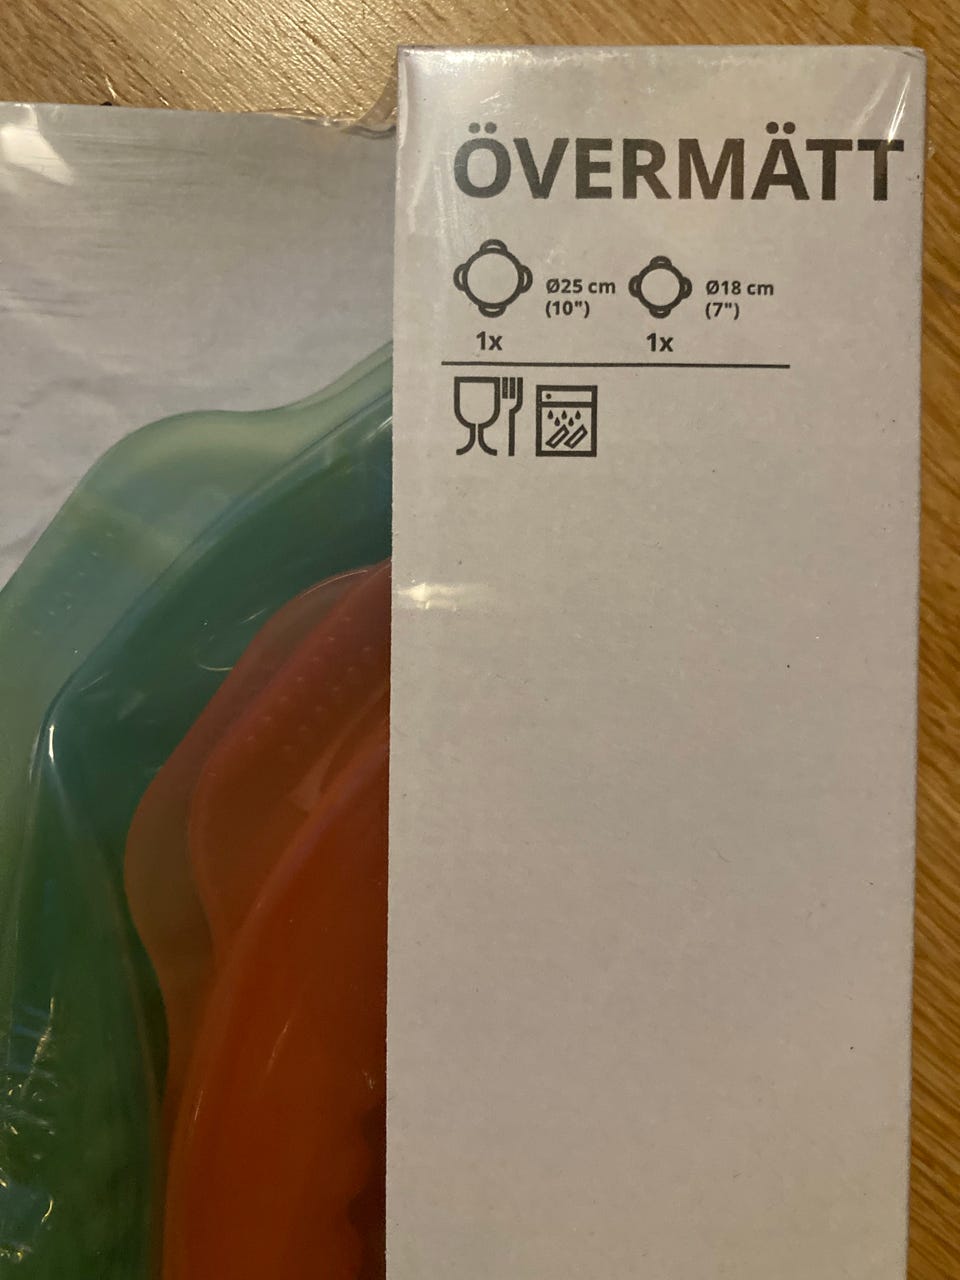 ÖVERMÄTT
Ø25 cm
(10")
1x
Ø18 cm
(7")
1x